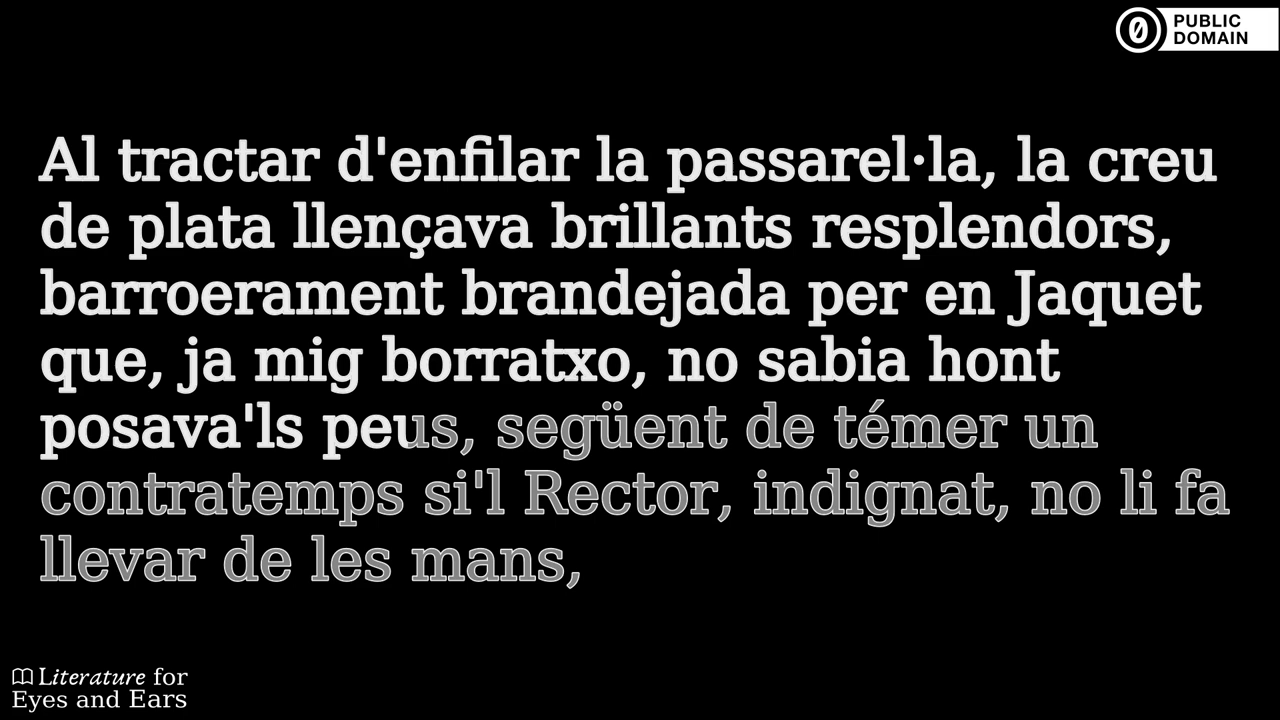 PUBLIC
DOMAIN
Al tractar d'enfilar la passarel·la, la creu
de plata llençava brillants resplendors,
barroerament brandejada per en Jaquet
que, ja mig borratxo, no sabia hont
posava'ls peus, següent de témer un
contratemps si'l Rector, indignat, no li fa
llevar de les mans,
Literature for
Eyes and Ears